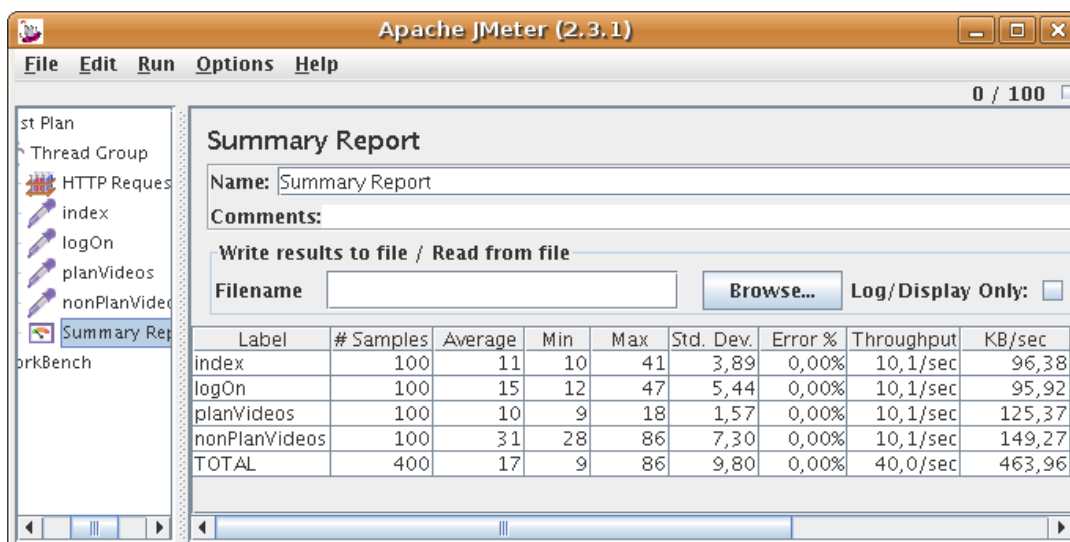 Apache JMeter (2.3.1)
File Edit Run Options Help
0 / 100
st Plan
Thread Group
HTTP Reques
index
logOn
planVideos
nonPlanVideo
Summary Rep
orkBench
Summary Report
Name: Summary Report
Comments:
Write results to file / Read from file
Filename Browse... Log/Display Only:
Label # Samples Average Min Max Std. Dev. Error % Throughput KB/sec
index 100 11 10 41 3,89 0,00% 10,1/sec 96,38
logOn 100 15 12 47 5,44 0,00% 10,1/sec 95,92
planVideos 100 10 9 18 1,57 0,00% 10,1/sec 125,37
nonPlanVideos 100 31 28 86 7,30 0,00% 10,1/sec 149,27
TOTAL 400 17 9 86 9,80 0,00% 40,0/sec 463,96